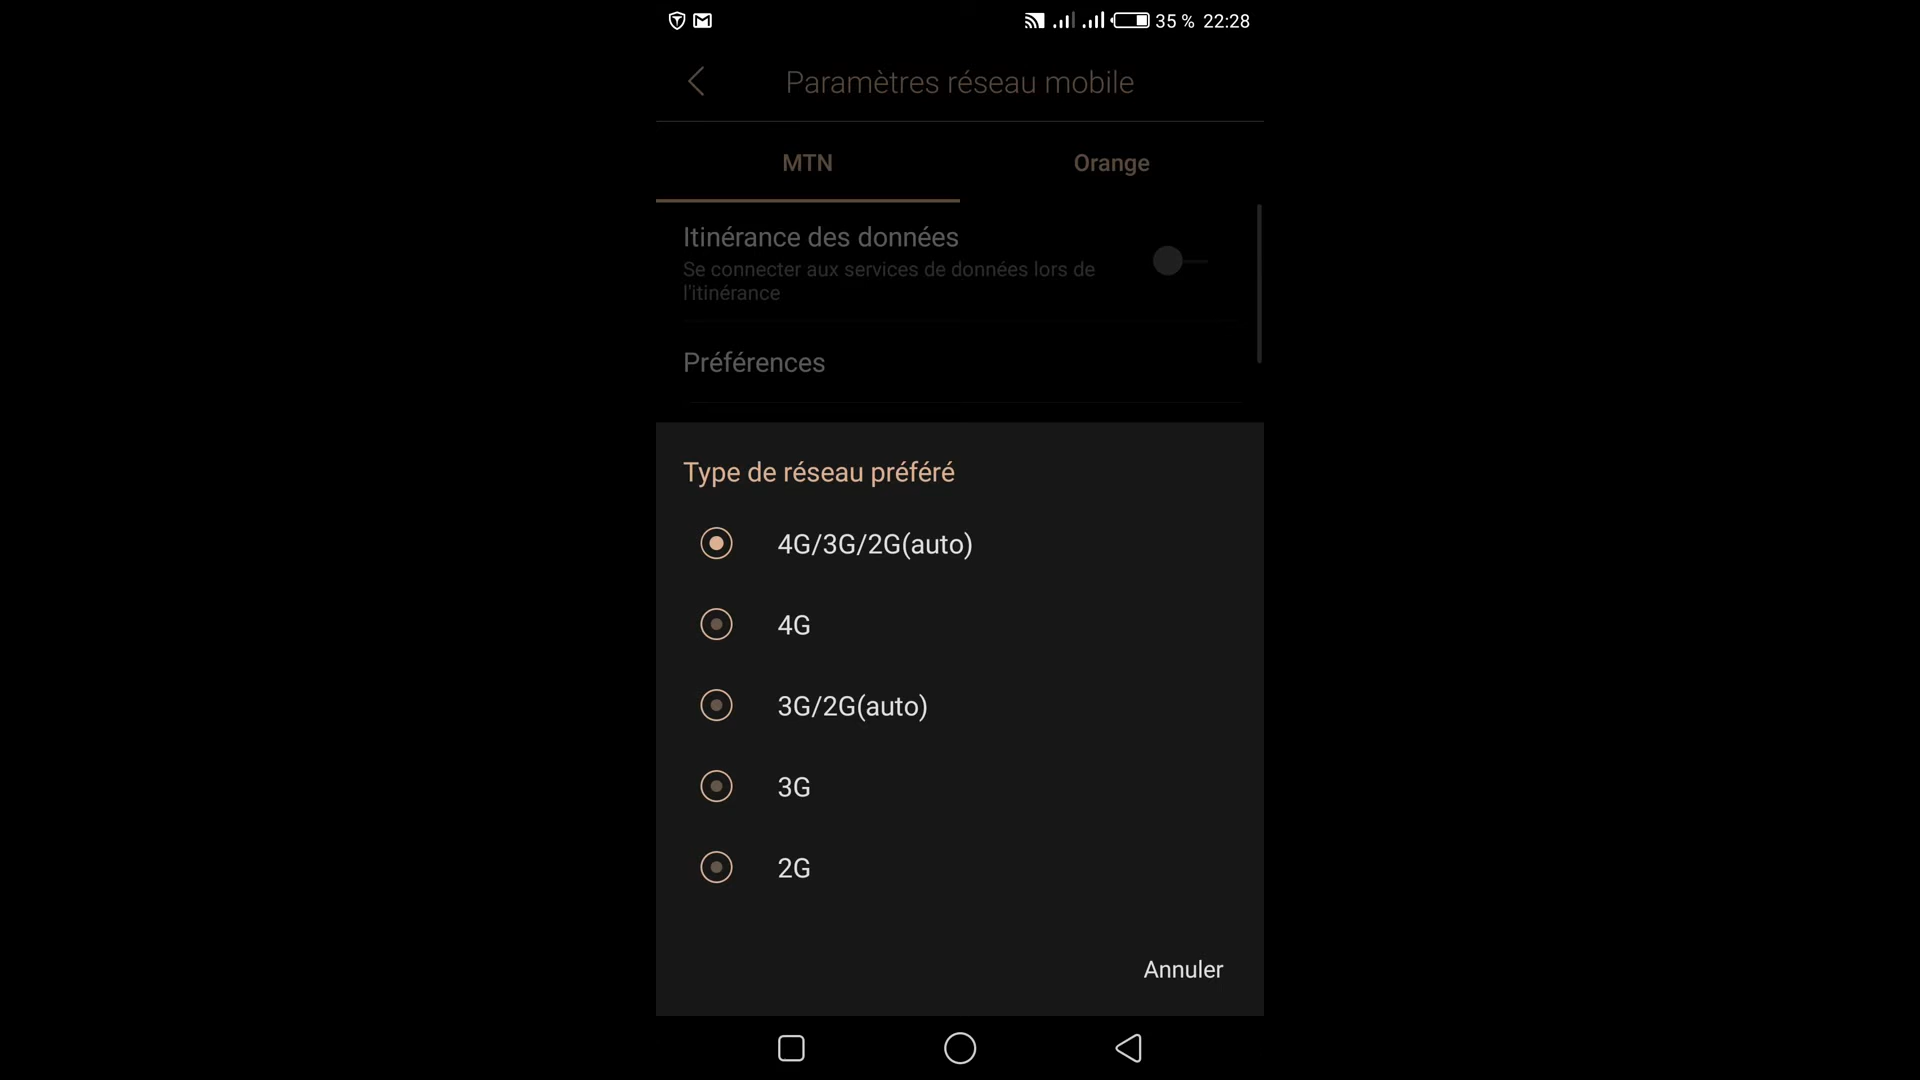 35 % 22:28
Paramètres réseau mobile
MTN Orange
Itinérance des données
Se connecter aux services de données lors de
l'itinérance
Préférences
Type de réseau préféré
4G/3G/2G(auto)
4G
3G/2G(auto)
3G
2G
Annuler